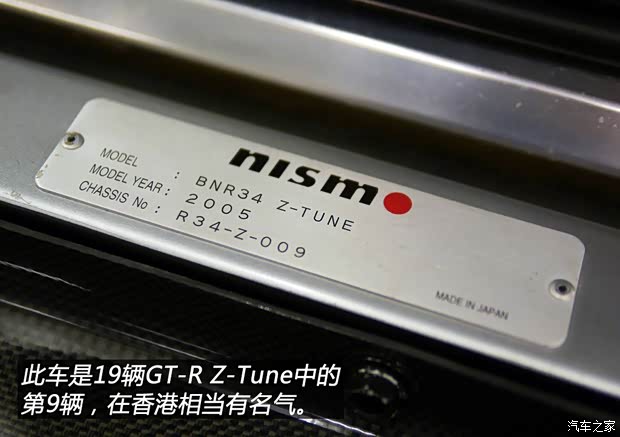 nismo
MODEL : BNR34 Z-TUNE
MODEL YEAR : 2005
CHASSIS No : R34-Z-009
MADE IN JAPAN
此车是19辆GT-R Z-Tune中的
第9辆，在香港相当有名气。
汽车之家